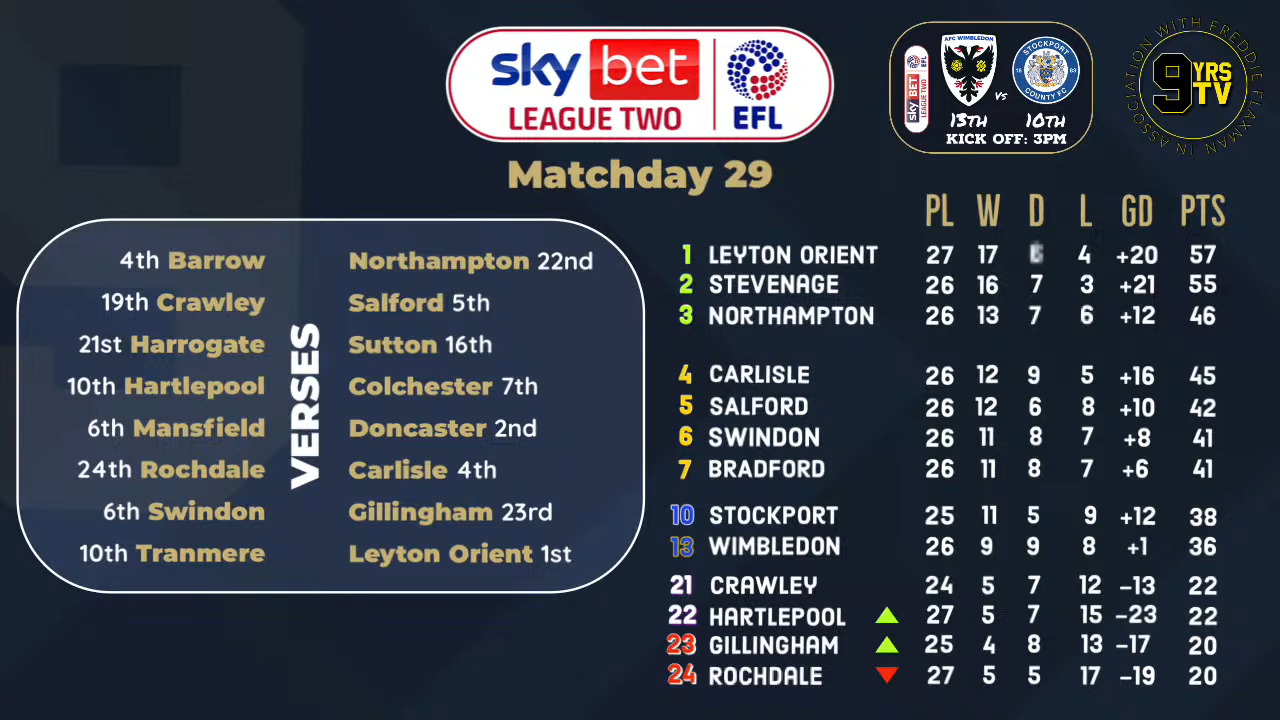 sky bet
LEAGUE TWO
EFL
Matchday 29
AFC WIMBLEDON
STOCKPORT
18 83
COUNTY FC
EFL
sky BET
LEAGUE TWO
VS
13TH 10TH
KICK OFF: 3PM
IN ASSOCIATION WITH FREDDIE FLAXMAN
9 YRS
TV
4th Barrow Northampton 22nd
19th Crawley Salford 5th
21st Harrogate Sutton 16th
10th Hartlepool Colchester 7th
6th Mansfield Doncaster 2nd
24th Rochdale Carlisle 4th
6th Swindon Gillingham 23rd
10th Tranmere Leyton Orient 1st
VERSES
PL W D L GD PTS
1 LEYTON ORIENT 27 17 4 +20 57
2 STEVENAGE 26 16 7 3 +21 55
3 NORTHAMPTON 26 13 7 6 +12 46
4 CARLISLE 26 12 9 5 +16 45
5 SALFORD 26 12 6 8 +10 42
6 SWINDON 26 11 8 7 +8 41
7 BRADFORD 26 11 8 7 +6 41
10 STOCKPORT 25 11 5 9 +12 38
13 WIMBLEDON 26 9 9 8 +1 36
21 CRAWLEY 24 5 7 12 −13 22
22 HARTLEPOOL 27 5 7 15 −23 22
23 GILLINGHAM 25 4 8 13 −17 20
24 ROCHDALE 27 5 5 17 −19 20